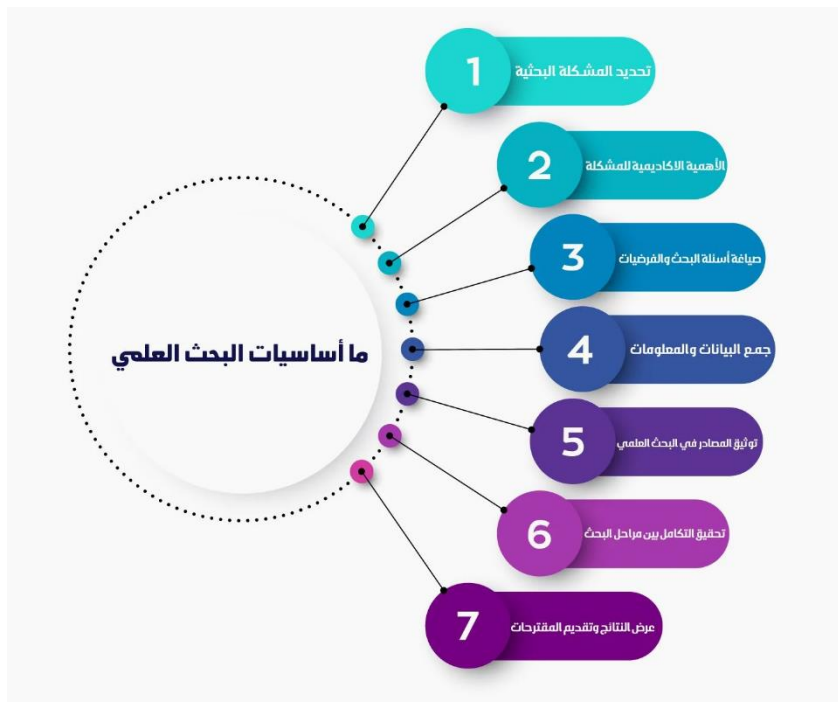 ما أساسيات البحث العلمي
1 تحديد المشكلة البحثية
2 الأهمية الاكاديمية للمشكلة
3 صياغة أسئلة البحث والفرضيات
4 جمع البيانات والمعلومات
5 توثيق المصادر في البحث العلمي
6 تحقيق التكامل بين مراحل البحث
7 عرض النتائج وتقديم المقترحات